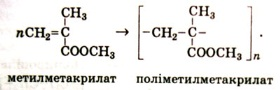 CH₃ CH₃
nCH₂=C → [-CH₂-C-]ₙ.
COOCH₃ COOCH₃
метилметакрилат поліметилметакрилат